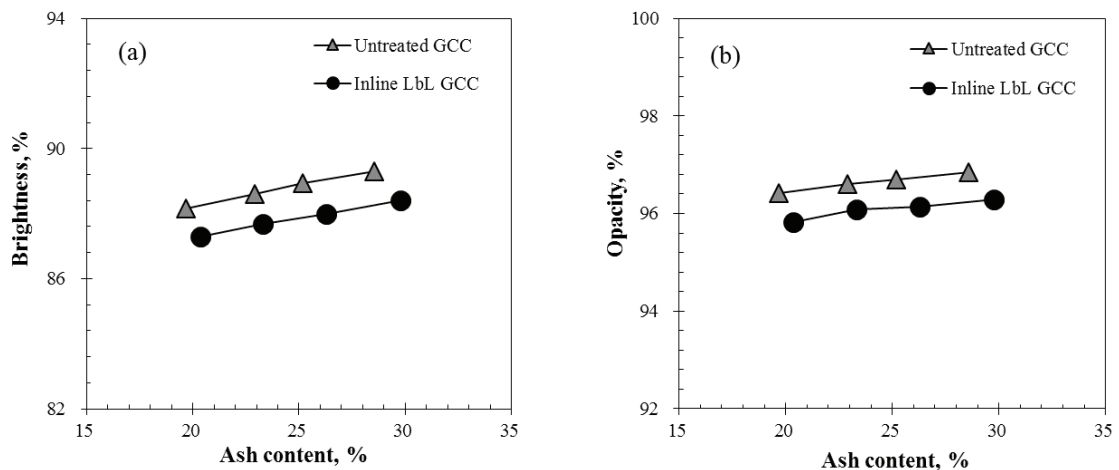 (a)
Untreated GCC
Inline LbL GCC
94
90
86
82
Brightness, %
15 20 25 30 35
Ash content, %
(b)
Untreated GCC
Inline LbL GCC
100
98
96
94
92
Opacity, %
15 20 25 30 35
Ash content, %